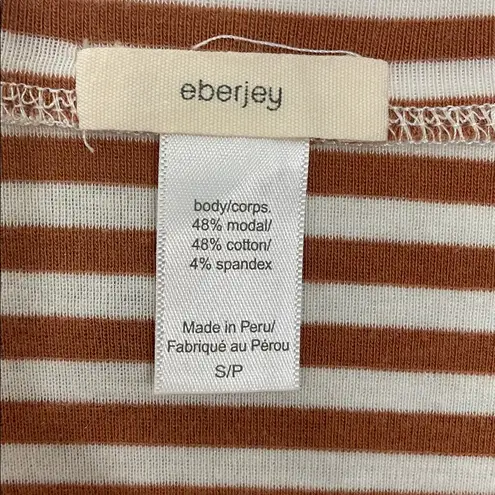 eberjey
body/corps.
48% modal/
48% cotton/
4% spandex
Made in Peru/
Fabriqué au Pérou
S/P